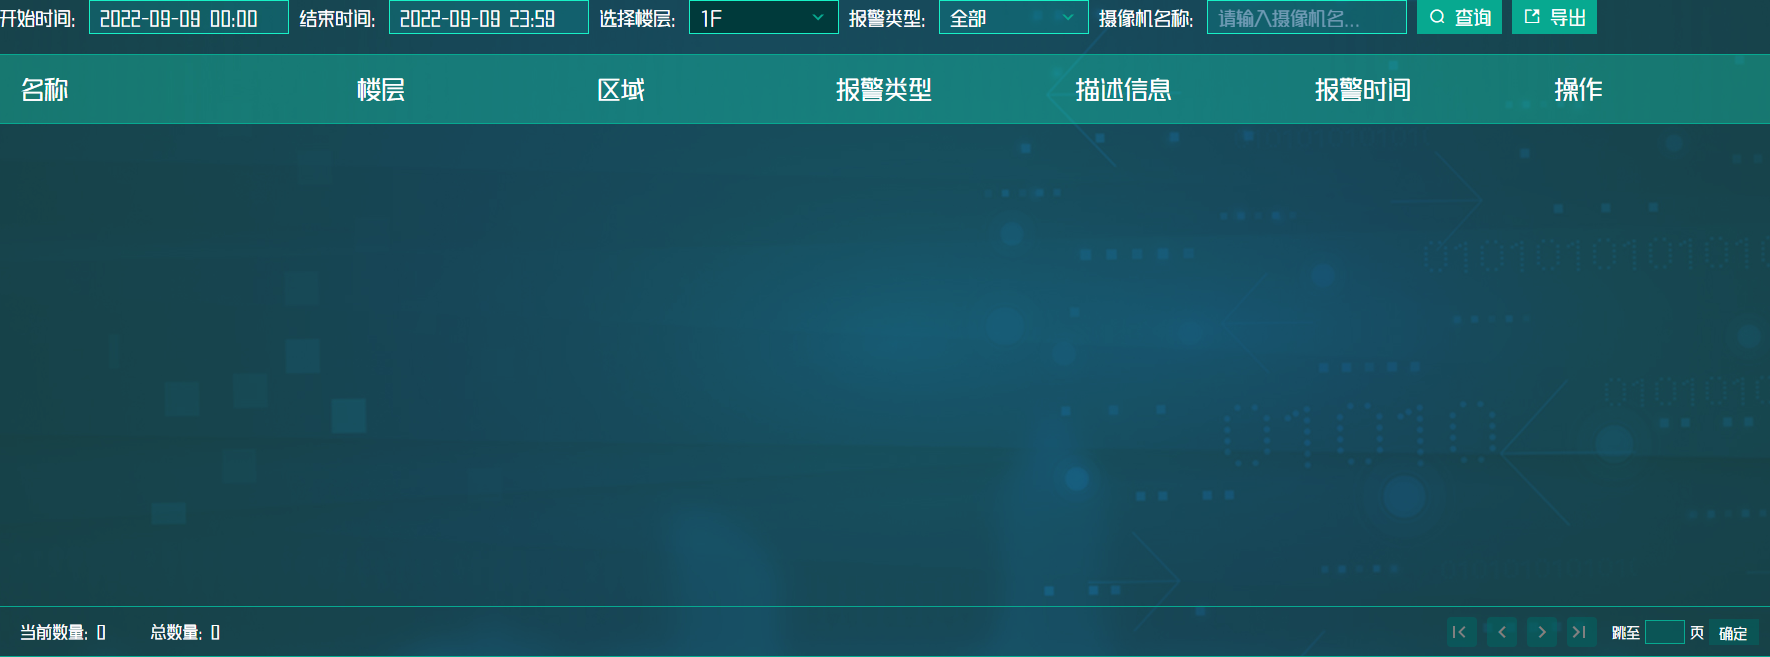 开始时间: 2022-09-09 00:00 结束时间: 2022-09-09 23:59 选择楼层: 1F 报警类型: 全部 摄像机名称: 请输入摄像机名... 查询 导出
名称 楼层 区域 报警类型 描述信息 报警时间 操作
当前数量: 0 总数量: 0 跳至 页 确定